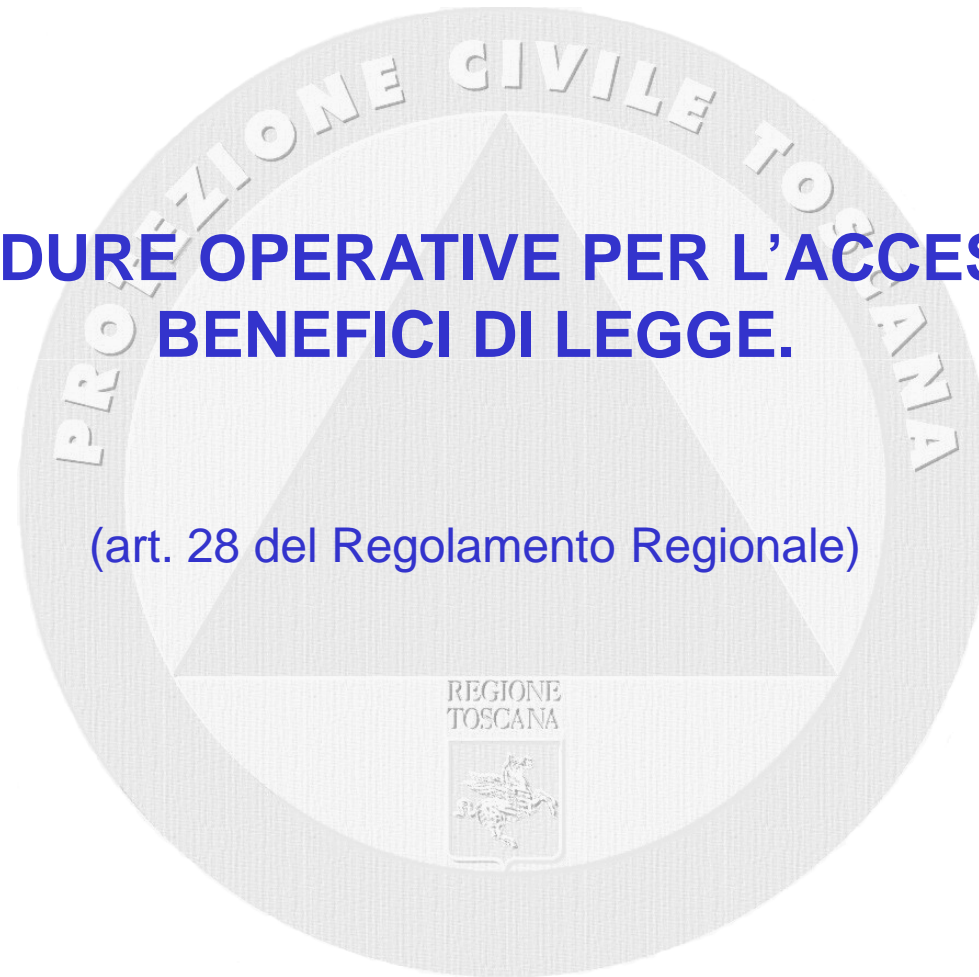 PROTEZIONE CIVILE TOSCANA
DURE OPERATIVE PER L’ACCES
BENEFICI DI LEGGE.
(art. 28 del Regolamento Regionale)
REGIONE
TOSCANA